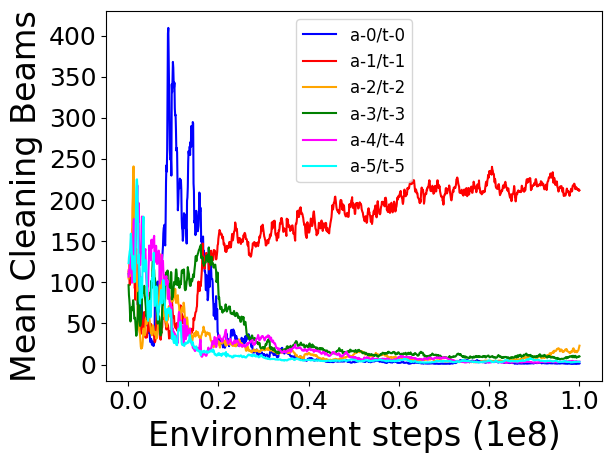 Mean Cleaning Beams
400
350
300
250
200
150
100
50
0
0.0 0.2 0.4 0.6 0.8 1.0
Environment steps (1e8)
a-0/t-0
a-1/t-1
a-2/t-2
a-3/t-3
a-4/t-4
a-5/t-5